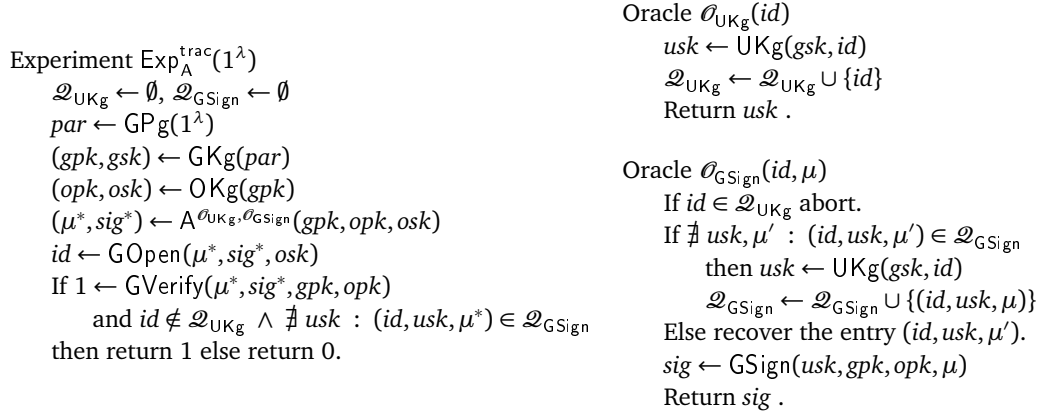 Experiment Exp_A^trac(1^λ)
𝒬_UKg ← ∅, 𝒬_GSign ← ∅
par ← GPg(1^λ)
(gpk, gsk) ← GKg(par)
(opk, osk) ← OKg(gpk)
(μ*, sig*) ← A^{𝒪_UKg, 𝒪_GSign}(gpk, opk, osk)
id ← GOpen(μ*, sig*, osk)
If 1 ← GVerify(μ*, sig*, gpk, opk)
and id ∉ 𝒬_UKg ∧ ∄ usk : (id, usk, μ*) ∈ 𝒬_GSign
then return 1 else return 0.
Oracle 𝒪_UKg(id)
usk ← UKg(gsk, id)
𝒬_UKg ← 𝒬_UKg ∪ {id}
Return usk .
Oracle 𝒪_GSign(id, μ)
If id ∈ 𝒬_UKg abort.
If ∄ usk, μ′ : (id, usk, μ′) ∈ 𝒬_GSign
then usk ← UKg(gsk, id)
𝒬_GSign ← 𝒬_GSign ∪ {(id, usk, μ)}
Else recover the entry (id, usk, μ′).
sig ← GSign(usk, gpk, opk, μ)
Return sig .